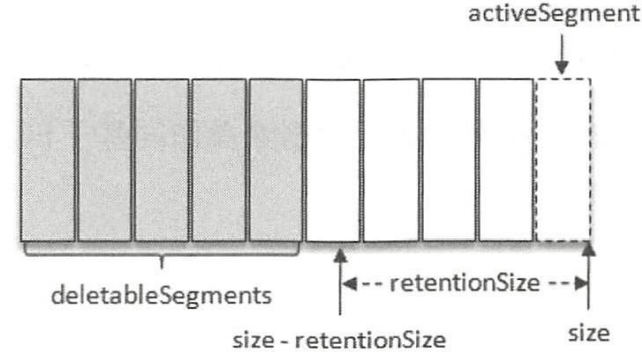 activeSegment
retentionSize
deletableSegments
size - retentionSize
size